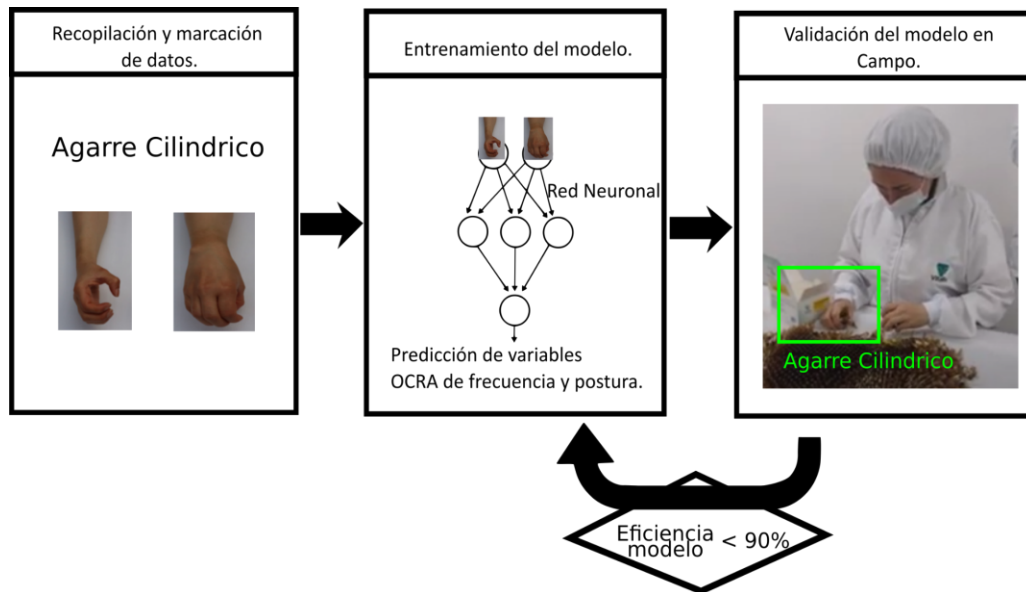 Recopilación y marcación
de datos.
Agarre Cilindrico
Entrenamiento del modelo.
Red Neuronal
Predicción de variables
OCRA de frecuencia y postura.
Validación del modelo en
Campo.
Agarre Cilindrico
Eficiencia
modelo < 90%